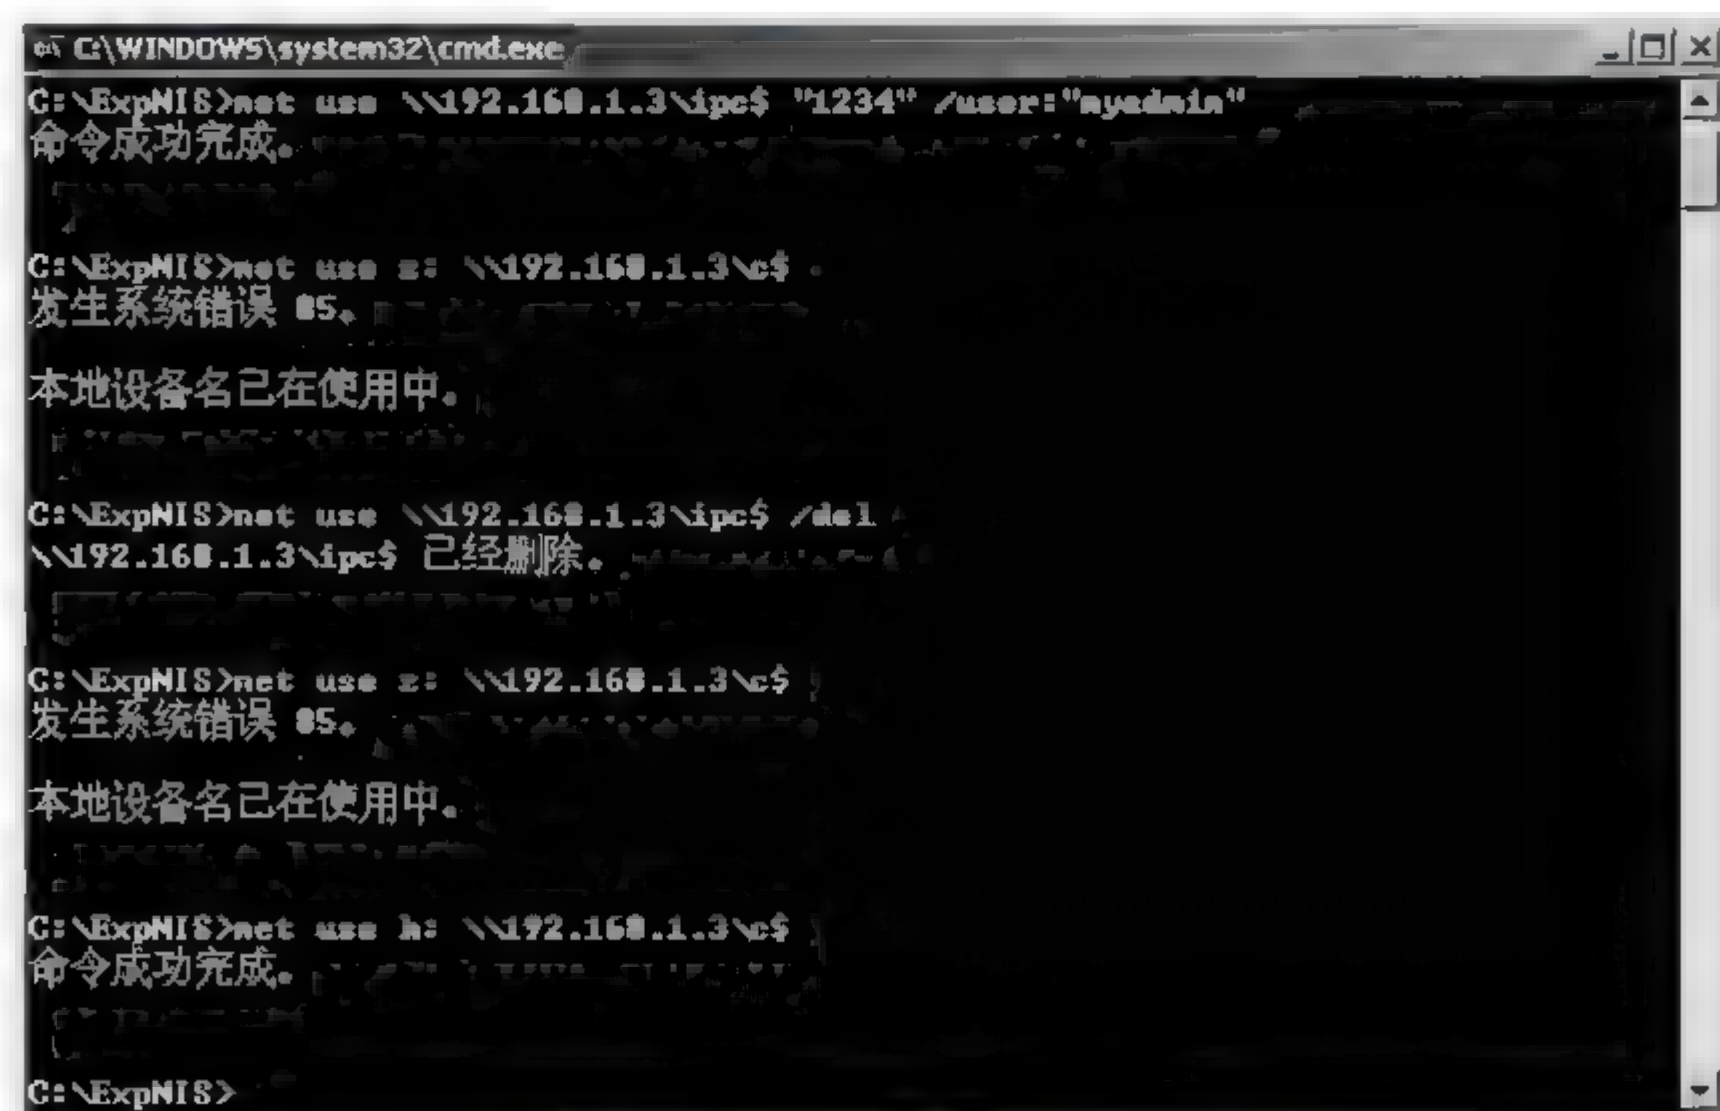 C:\WINDOWS\system32\cmd.exe
C:\ExpNIS>net use \\192.168.1.3\ipc$ "1234" /user:"myadmin"
命令成功完成。
C:\ExpNIS>net use z: \\192.168.1.3\c$
发生系统错误 85。
本地设备名已在使用中。
C:\ExpNIS>net use \\192.168.1.3\ipc$ /del
\\192.168.1.3\ipc$ 已经删除。
C:\ExpNIS>net use z: \\192.168.1.3\c$
发生系统错误 85。
本地设备名已在使用中。
C:\ExpNIS>net use h: \\192.168.1.3\c$
命令成功完成。
C:\ExpNIS>